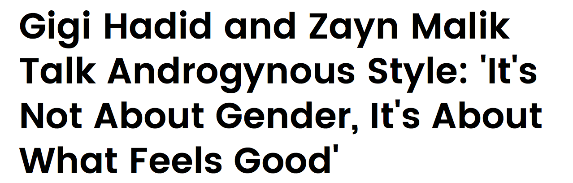 Gigi Hadid and Zayn Malik
Talk Androgynous Style: 'It's
Not About Gender, It's About
What Feels Good'